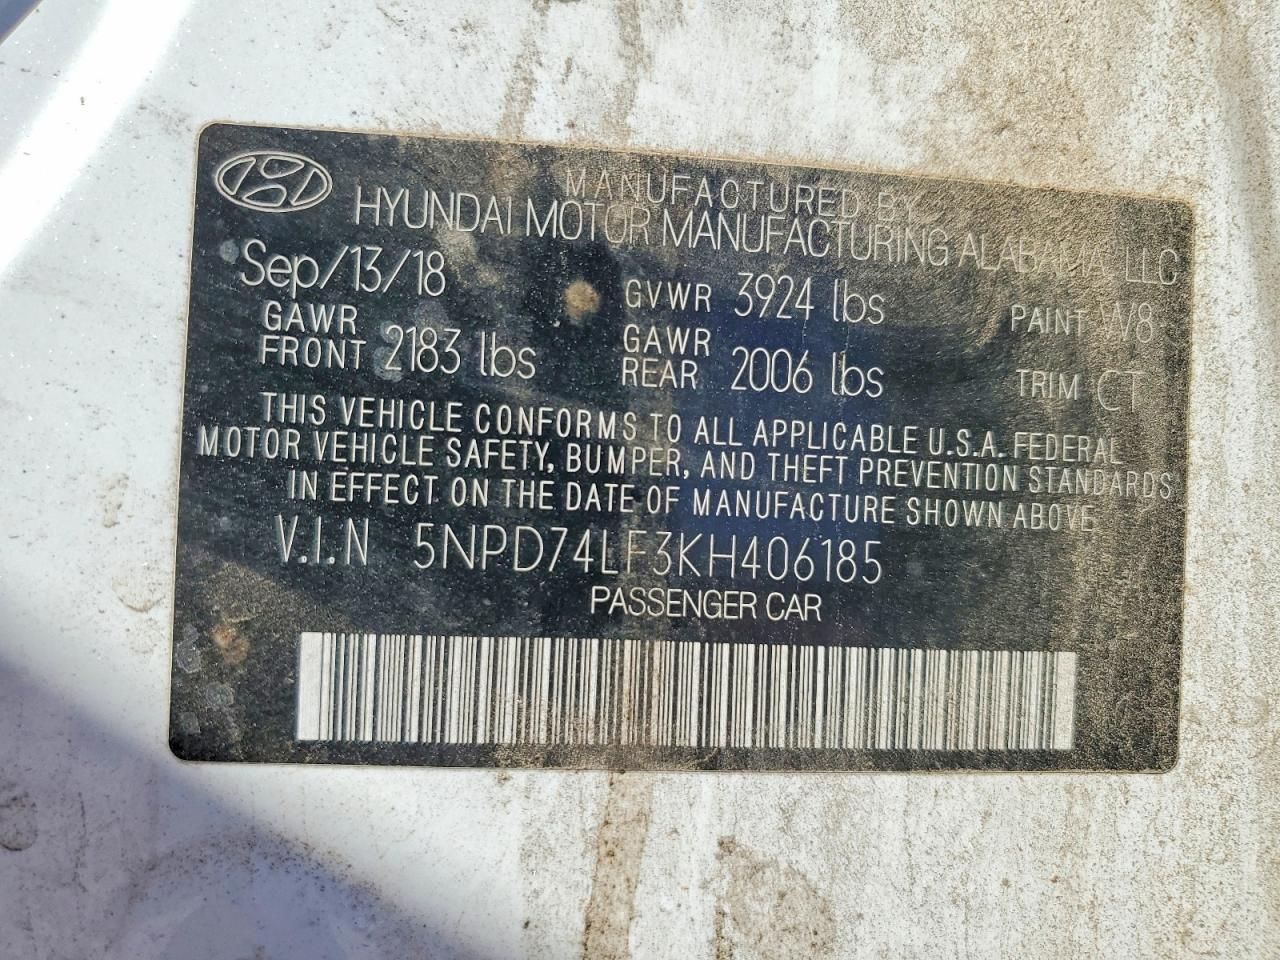 MANUFACTURED BY
HYUNDAI MOTOR MANUFACTURING ALABAMA, LLC
Sep/13/18 GVWR 3924 lbs PAINT W8
GAWR FRONT 2183 lbs GAWR REAR 2006 lbs TRIM CT
THIS VEHICLE CONFORMS TO ALL APPLICABLE U.S.A. FEDERAL
MOTOR VEHICLE SAFETY, BUMPER, AND THEFT PREVENTION STANDARDS
IN EFFECT ON THE DATE OF MANUFACTURE SHOWN ABOVE
V.I.N 5NPD74LF3KH406185
PASSENGER CAR